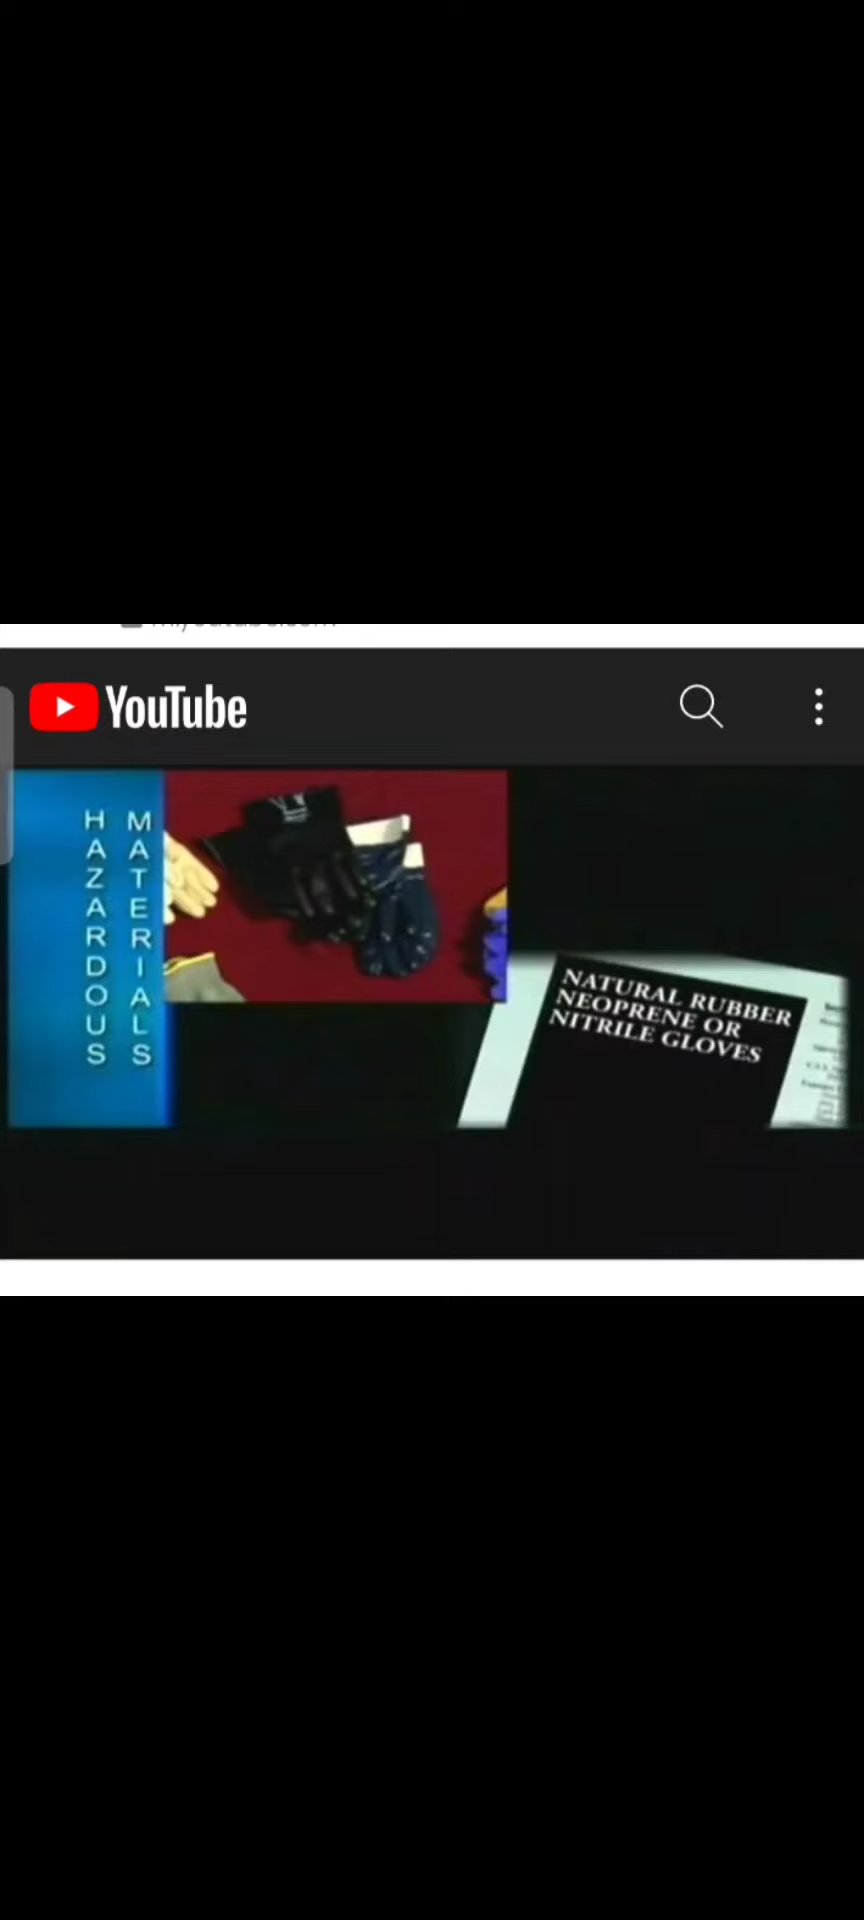 YouTube
HAZARDOUS
MATERIALS
NATURAL RUBBER
NEOPRENE OR
NITRILE GLOVES